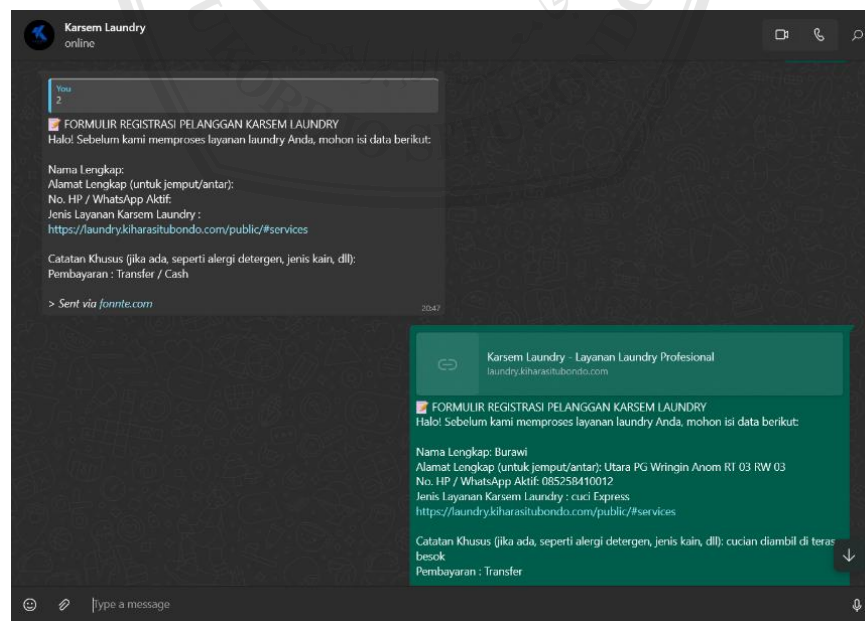 Karsem Laundry
online
You
2
📝 FORMULIR REGISTRASI PELANGGAN KARSEM LAUNDRY
Halo! Sebelum kami memproses layanan laundry Anda, mohon isi data berikut:
Nama Lengkap:
Alamat Lengkap (untuk jemput/antar):
No. HP / WhatsApp Aktif:
Jenis Layanan Karsem Laundry :
https://laundry.kiharasitubondo.com/public/#services
Catatan Khusus (jika ada, seperti alergi detergen, jenis kain, dll):
Pembayaran : Transfer / Cash
> Sent via fonnte.com
20:47
Karsem Laundry - Layanan Laundry Profesional
laundry.kiharasitubondo.com
📝 FORMULIR REGISTRASI PELANGGAN KARSEM LAUNDRY
Halo! Sebelum kami memproses layanan laundry Anda, mohon isi data berikut:
Nama Lengkap: Burawi
Alamat Lengkap (untuk jemput/antar): Utara PG Wringin Anom RT 03 RW 03
No. HP / WhatsApp Aktif: 085258410012
Jenis Layanan Karsem Laundry : cuci Express
https://laundry.kiharasitubondo.com/public/#services
Catatan Khusus (jika ada, seperti alergi detergen, jenis kain, dll): cucian diambil di teras
besok
Pembayaran : Transfer
Type a message